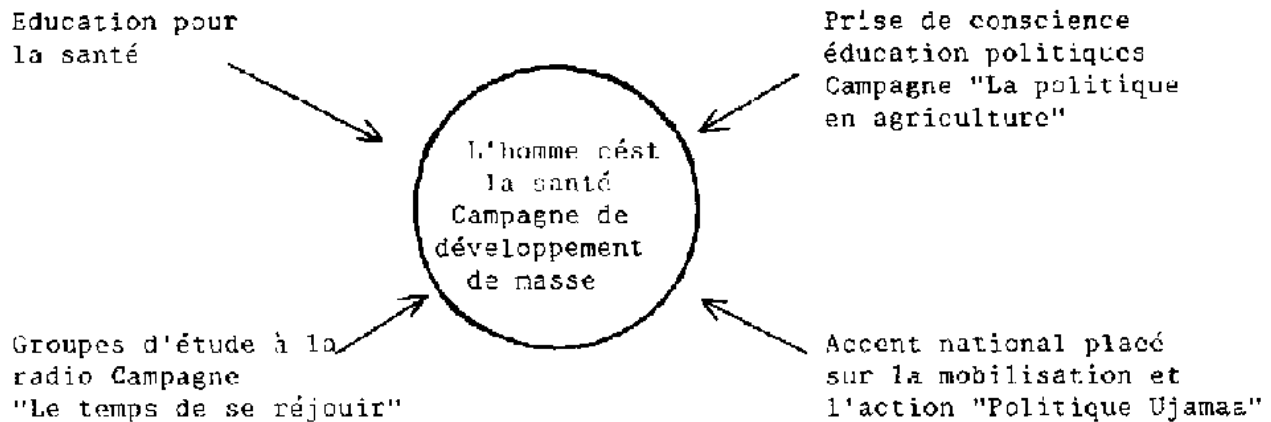 Education pour
la santé
Prise de conscience
éducation politiques
Campagne "La politique
en agriculture"
L'homme cést
la santé
Campagne de
développement
de masse
Groupes d'étude à la
radio Campagne
"Le temps de se réjouir"
Accent national placé
sur la mobilisation et
l'action "Politique Ujamaa"